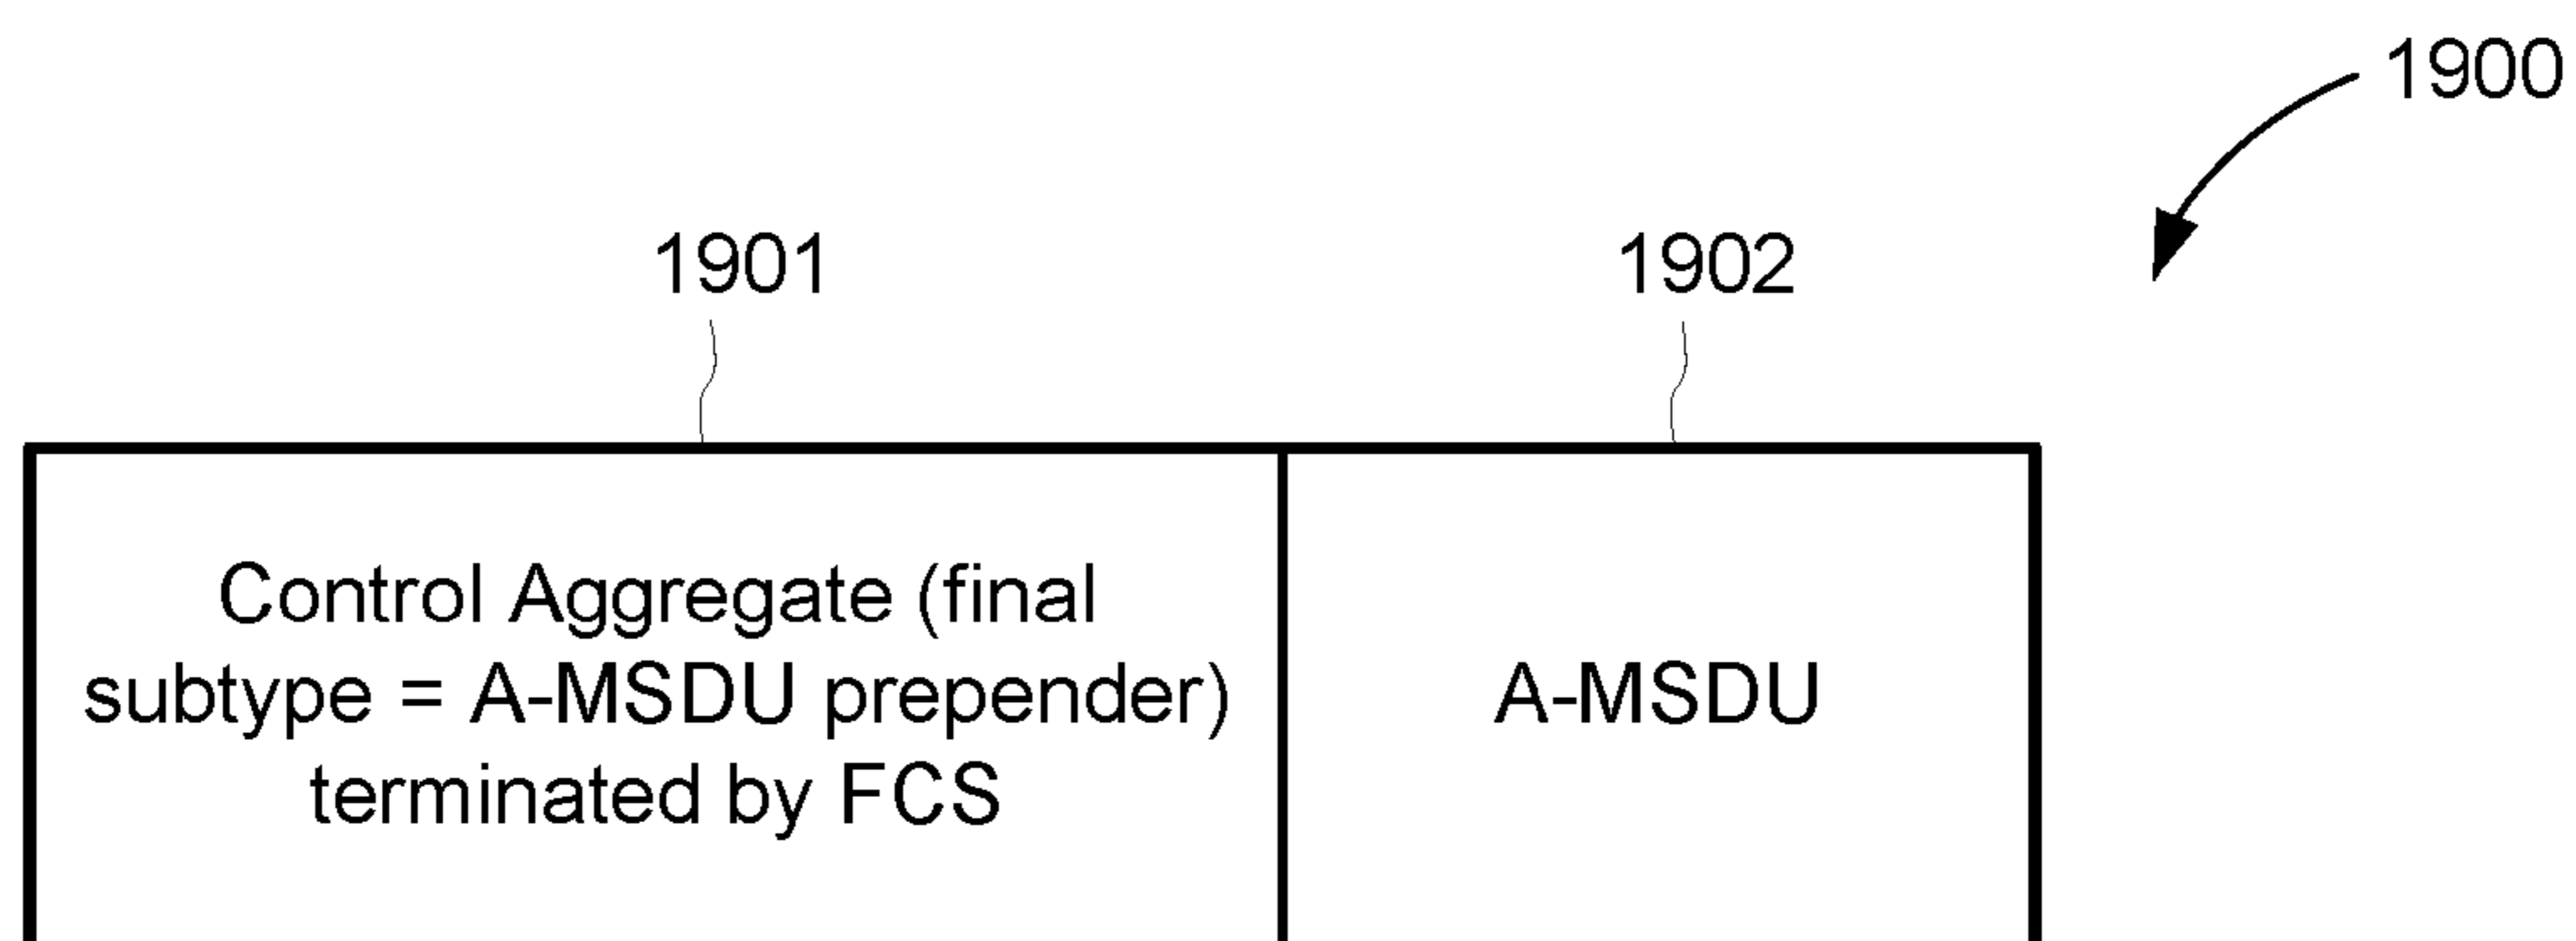 1900
1901
1902
Control Aggregate (final
subtype = A-MSDU prepender)
terminated by FCS
A-MSDU